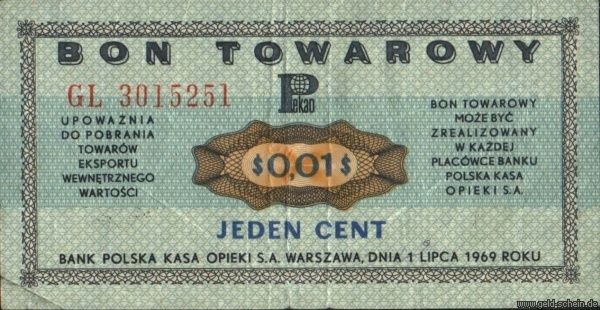 BON TOWAROWY
Pekao
GL 3015251
UPOWAŻNIA
DO POBRANIA
TOWARÓW
EKSPORTU
WEWNĘTRZNEGO
WARTOŚCI
BON TOWAROWY
MOŻE BYĆ
ZREALIZOWANY
W KAŻDEJ
PLACÓWCE BANKU
POLSKA KASA
OPIEKI S.A.
$0,01$
JEDEN CENT
BANK POLSKA KASA OPIEKI S.A. WARSZAWA, DNIA 1 LIPCA 1969 ROKU
www.geld-schein.de